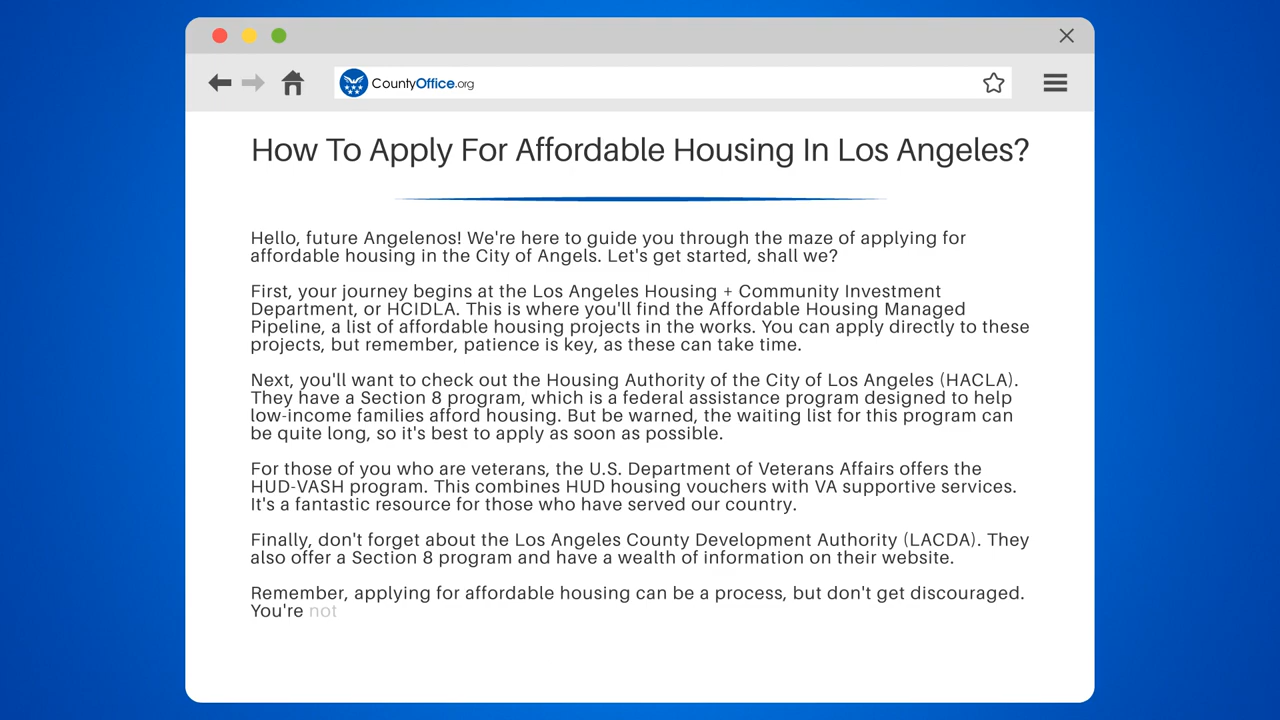 CountyOffice.org
How To Apply For Affordable Housing In Los Angeles?
Hello, future Angelenos! We're here to guide you through the maze of applying for
affordable housing in the City of Angels. Let's get started, shall we?
First, your journey begins at the Los Angeles Housing + Community Investment
Department, or HCIDLA. This is where you'll find the Affordable Housing Managed
Pipeline, a list of affordable housing projects in the works. You can apply directly to these
projects, but remember, patience is key, as these can take time.
Next, you'll want to check out the Housing Authority of the City of Los Angeles (HACLA).
They have a Section 8 program, which is a federal assistance program designed to help
low-income families afford housing. But be warned, the waiting list for this program can
be quite long, so it's best to apply as soon as possible.
For those of you who are veterans, the U.S. Department of Veterans Affairs offers the
HUD-VASH program. This combines HUD housing vouchers with VA supportive services.
It's a fantastic resource for those who have served our country.
Finally, don't forget about the Los Angeles County Development Authority (LACDA). They
also offer a Section 8 program and have a wealth of information on their website.
Remember, applying for affordable housing can be a process, but don't get discouraged.
You're not